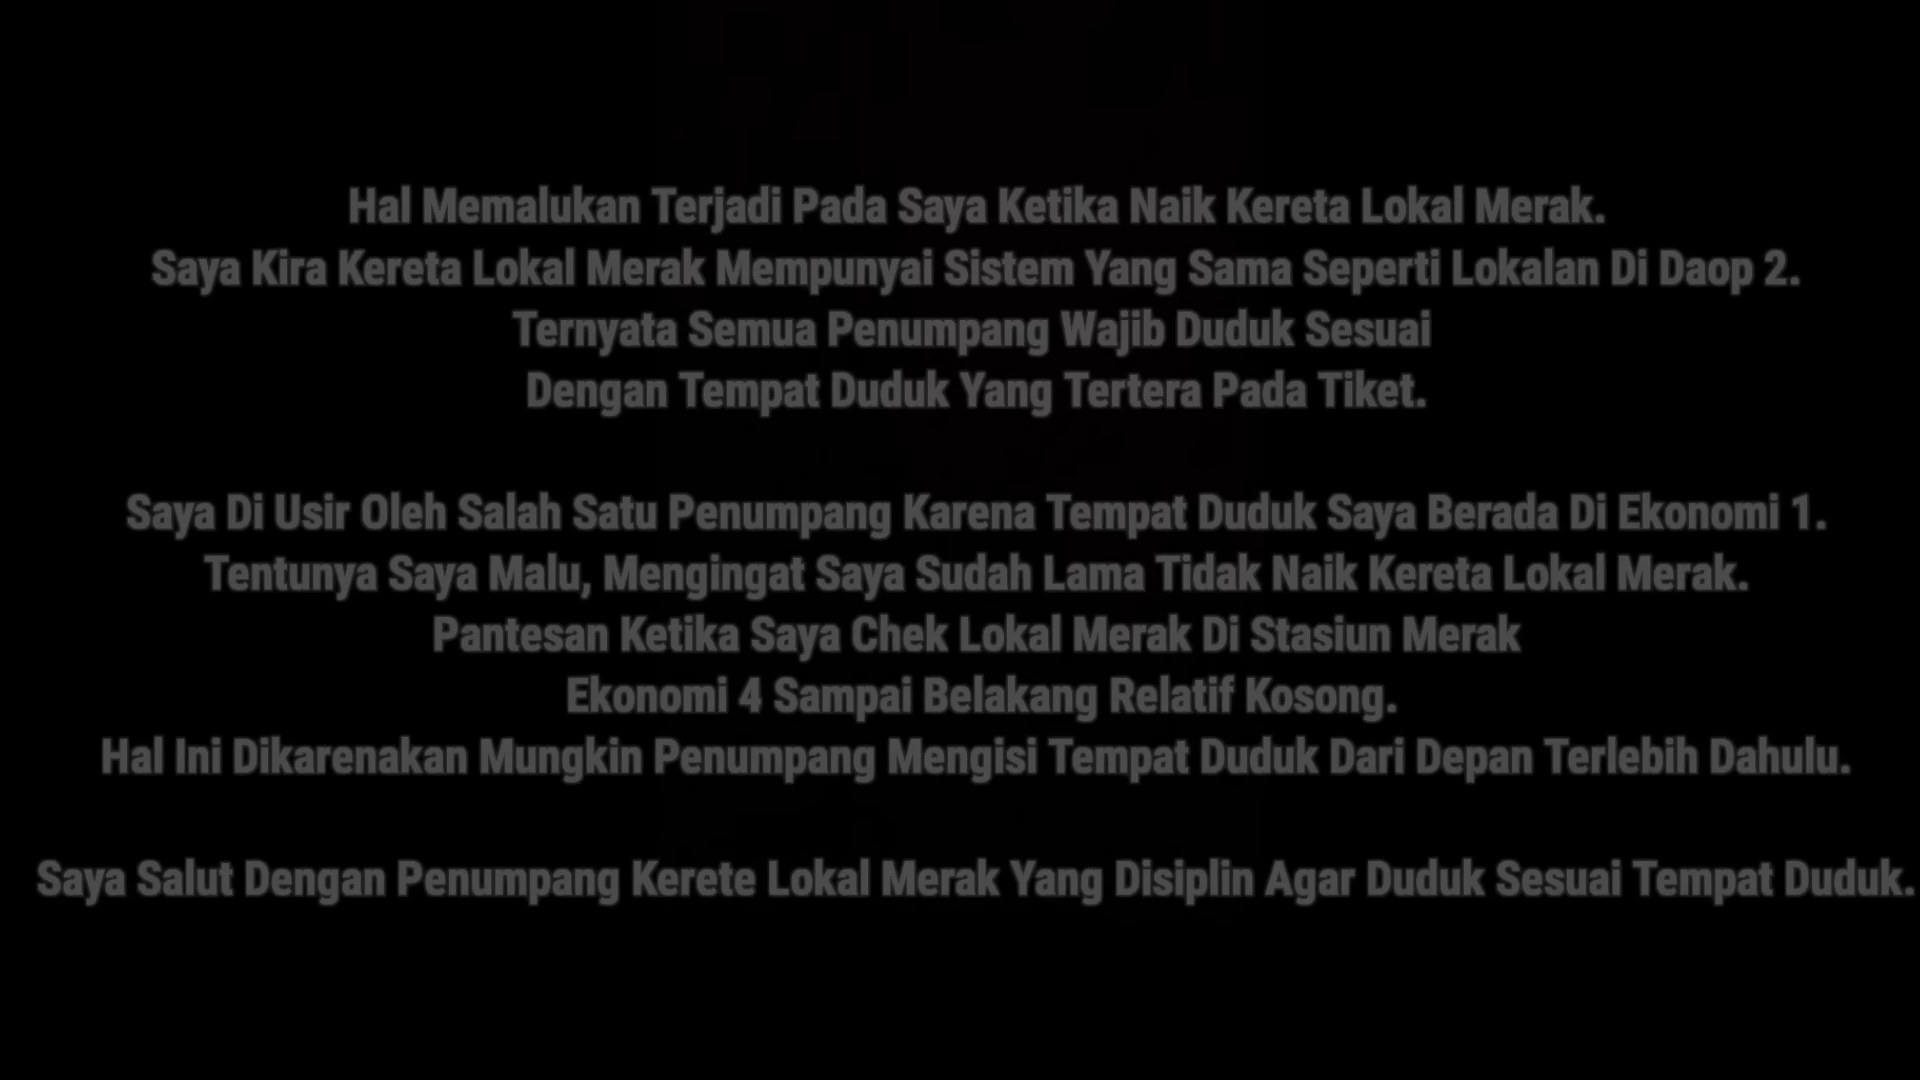 Hal Memalukan Terjadi Pada Saya Ketika Naik Kereta Lokal Merak.
Saya Kira Kereta Lokal Merak Mempunyai Sistem Yang Sama Seperti Lokalan Di Daop 2.
Ternyata Semua Penumpang Wajib Duduk Sesuai
Dengan Tempat Duduk Yang Tertera Pada Tiket.
Saya Di Usir Oleh Salah Satu Penumpang Karena Tempat Duduk Saya Berada Di Ekonomi 1.
Tentunya Saya Malu, Mengingat Saya Sudah Lama Tidak Naik Kereta Lokal Merak.
Pantesan Ketika Saya Chek Lokal Merak Di Stasiun Merak
Ekonomi 4 Sampai Belakang Relatif Kosong.
Hal Ini Dikarenakan Mungkin Penumpang Mengisi Tempat Duduk Dari Depan Terlebih Dahulu.
Saya Salut Dengan Penumpang Kerete Lokal Merak Yang Disiplin Agar Duduk Sesuai Tempat Duduk.